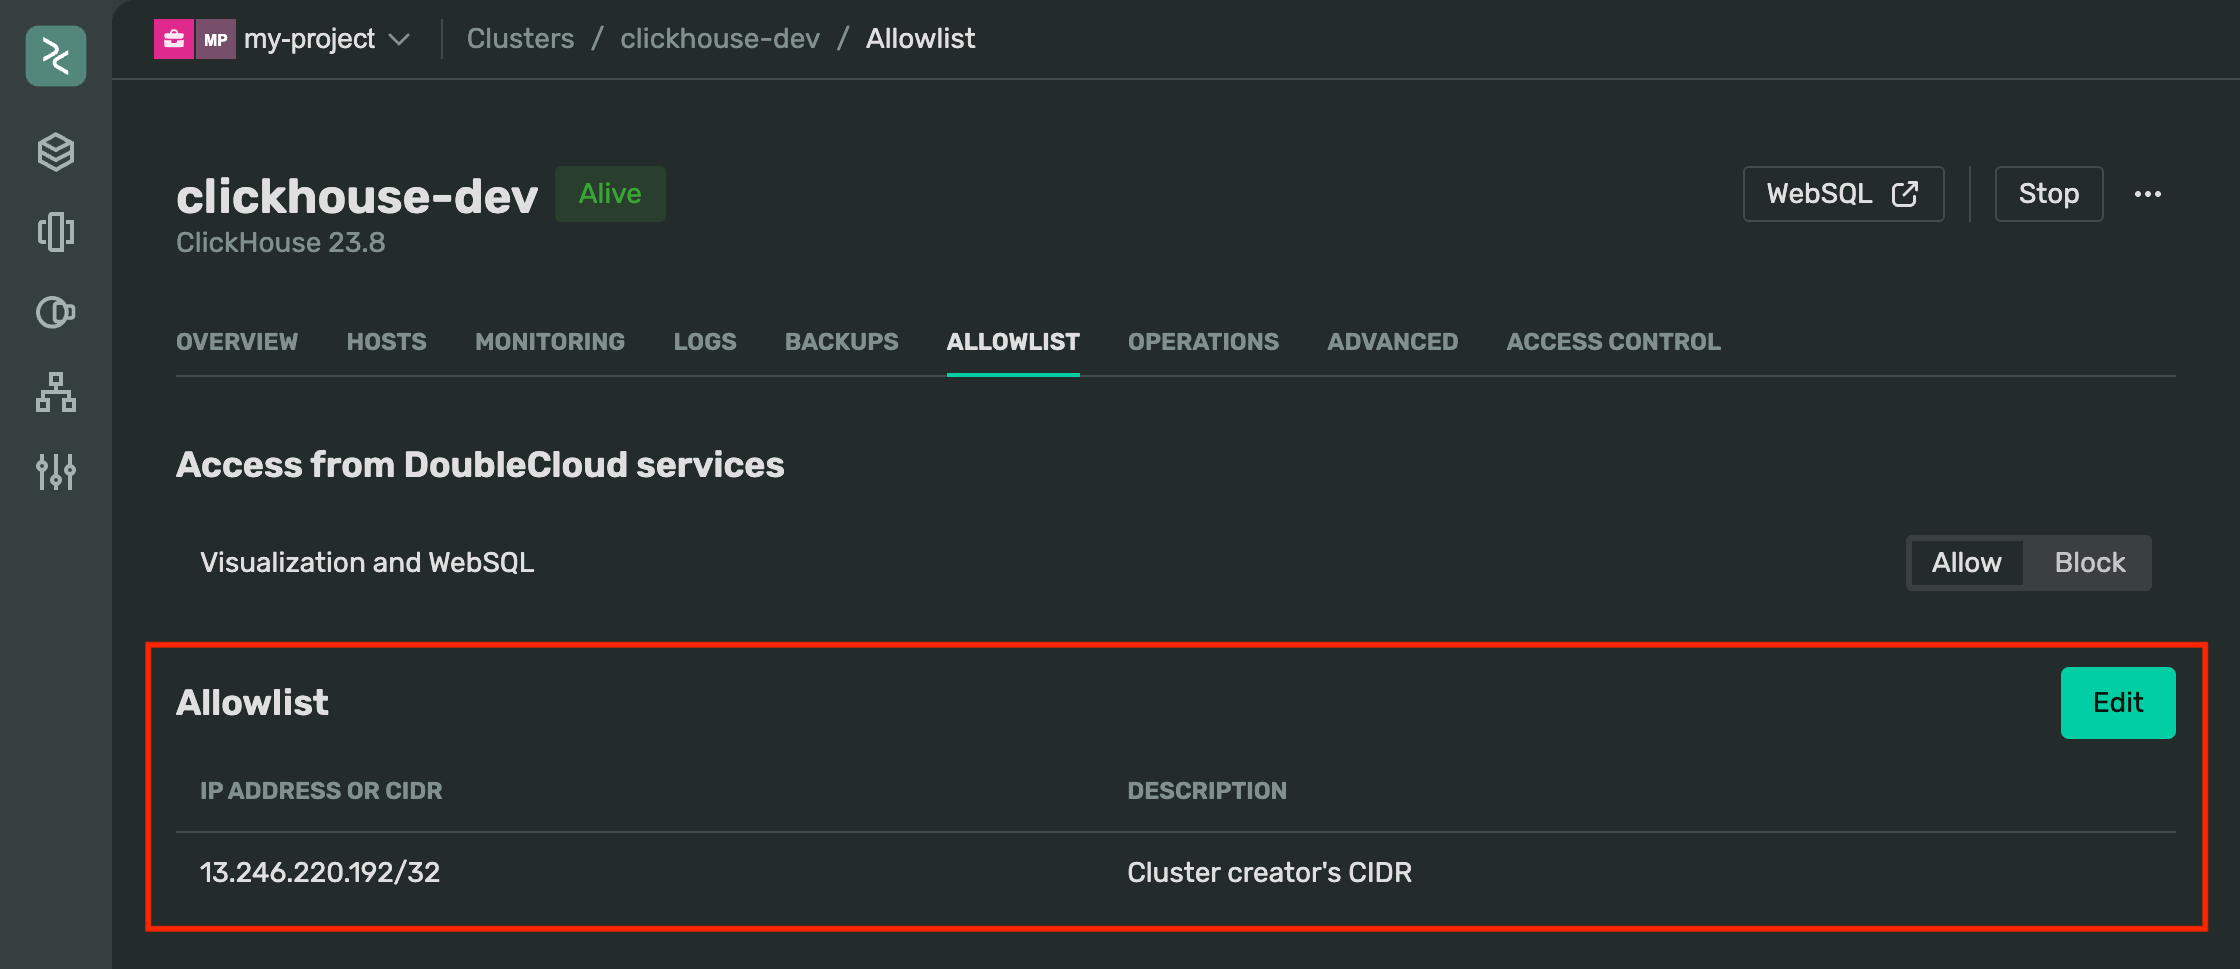 MP my-project Clusters / clickhouse-dev / Allowlist
clickhouse-dev Alive WebSQL Stop
ClickHouse 23.8
OVERVIEW HOSTS MONITORING LOGS BACKUPS ALLOWLIST OPERATIONS ADVANCED ACCESS CONTROL
Access from DoubleCloud services
Visualization and WebSQL Allow Block
Allowlist Edit
IP ADDRESS OR CIDR DESCRIPTION
13.246.220.192/32 Cluster creator's CIDR